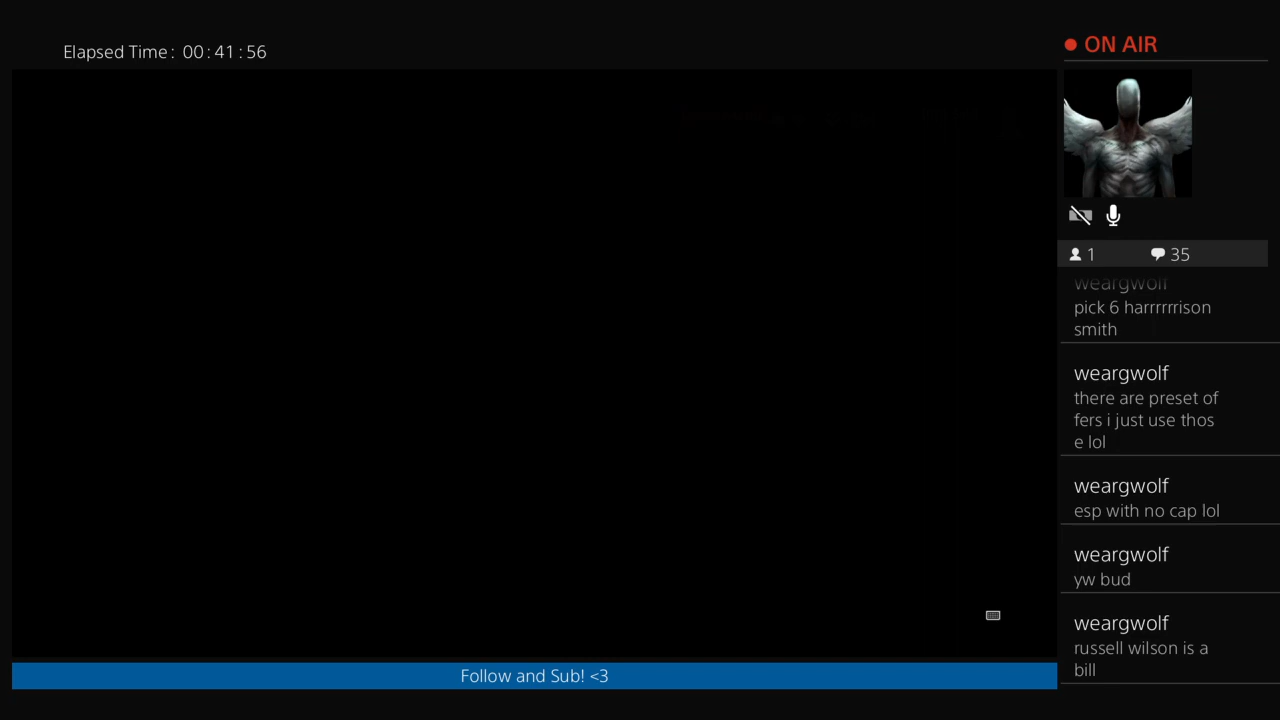 Elapsed Time: 00:41:56
ON AIR
1 35
weargwolf
pick 6 harrrrrrison
smith
weargwolf
there are preset of
fers i just use thos
e lol
weargwolf
esp with no cap lol
weargwolf
yw bud
weargwolf
russell wilson is a
bill
Follow and Sub! <3